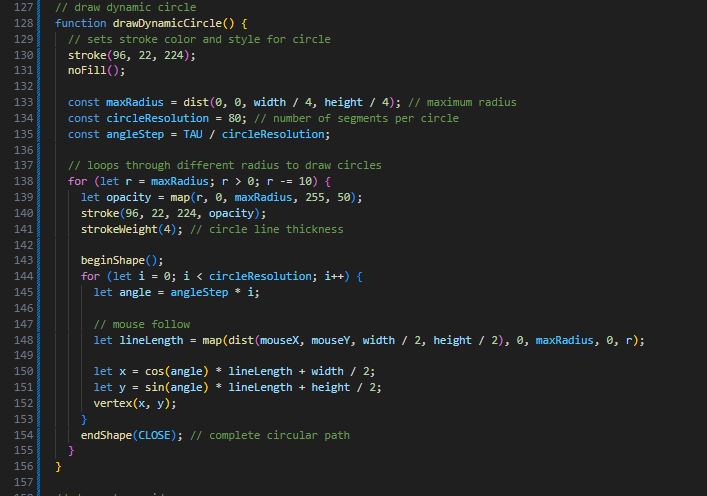 127 // draw dynamic circle
128 function drawDynamicCircle() {
129 // sets stroke color and style for circle
130 stroke(96, 22, 224);
131 noFill();
132
133 const maxRadius = dist(0, 0, width / 4, height / 4); // maximum radius
134 const circleResolution = 80; // number of segments per circle
135 const angleStep = TAU / circleResolution;
136
137 // loops through different radius to draw circles
138 for (let r = maxRadius; r > 0; r -= 10) {
139 let opacity = map(r, 0, maxRadius, 255, 50);
140 stroke(96, 22, 224, opacity);
141 strokeWeight(4); // circle line thickness
142
143 beginShape();
144 for (let i = 0; i < circleResolution; i++) {
145 let angle = angleStep * i;
146
147 // mouse follow
148 let lineLength = map(dist(mouseX, mouseY, width / 2, height / 2), 0, maxRadius, 0, r);
149
150 let x = cos(angle) * lineLength + width / 2;
151 let y = sin(angle) * lineLength + height / 2;
152 vertex(x, y);
153 }
154 endShape(CLOSE); // complete circular path
155 }
156 }
157